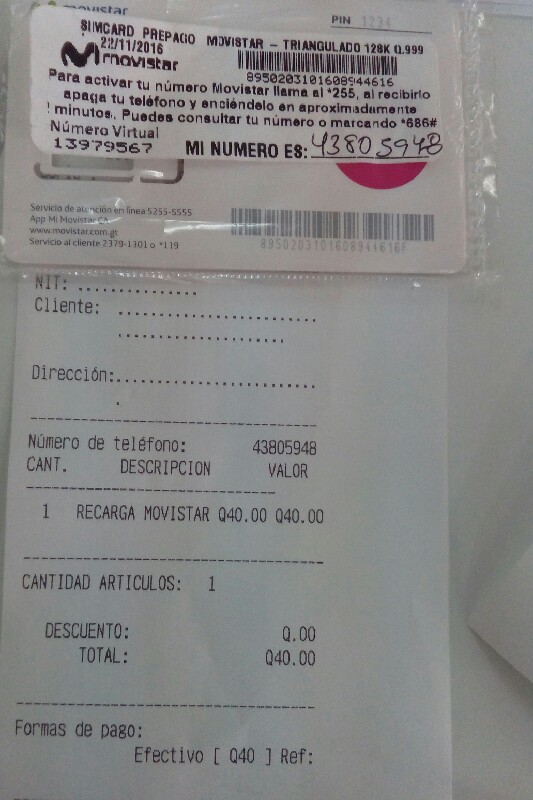 movistar
PIN 1234
SIMCARD PREPAGO MOVISTAR - TRIANGULADO 128K Q.999
22/11/2016
movistar
8950203101608944616
Para activar tu número Movistar llama al *255, al recibirlo
apaga tu teléfono y enciéndelo en aproximadamente
minutos. Puedes consultar tu número o marcando *686#
Número Virtual
13979567 MI NUMERO ES: 43805948
Servicio de atención en línea 5255-5555
App Mi Movistar CA
www.movistar.com.gt
Servicio al cliente 2379-1301 o *119
8950203101608944616F
NIT: ...............
Cliente: .........................
.....................
Dirección:.........................
.
Número de teléfono: 43805948
CANT. DESCRIPCION VALOR
1 RECARGA MOVISTAR Q40.00 Q40.00
CANTIDAD ARTICULOS: 1
DESCUENTO: Q.00
TOTAL: Q40.00
Formas de pago:
Efectivo [ Q40 ] Ref: